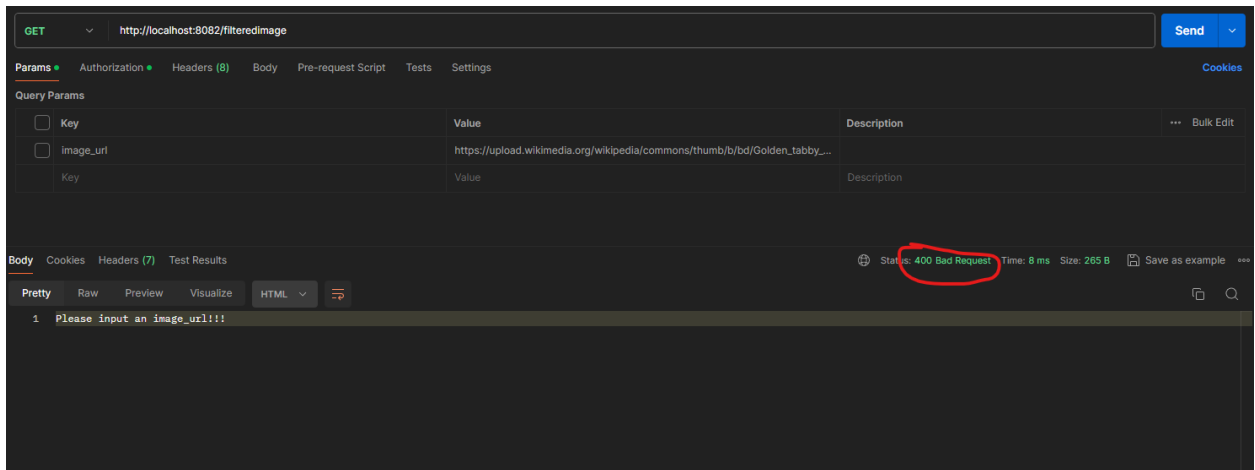 GET http://localhost:8082/filteredimage Send
Params Authorization Headers (8) Body Pre-request Script Tests Settings Cookies
Query Params
Key Value Description ••• Bulk Edit
image_url https://upload.wikimedia.org/wikipedia/commons/thumb/b/bd/Golden_tabby_...
Key Value Description
Body Cookies Headers (7) Test Results Status: 400 Bad Request Time: 8 ms Size: 265 B Save as example
Pretty Raw Preview Visualize HTML
1 Please input an image_url!!!